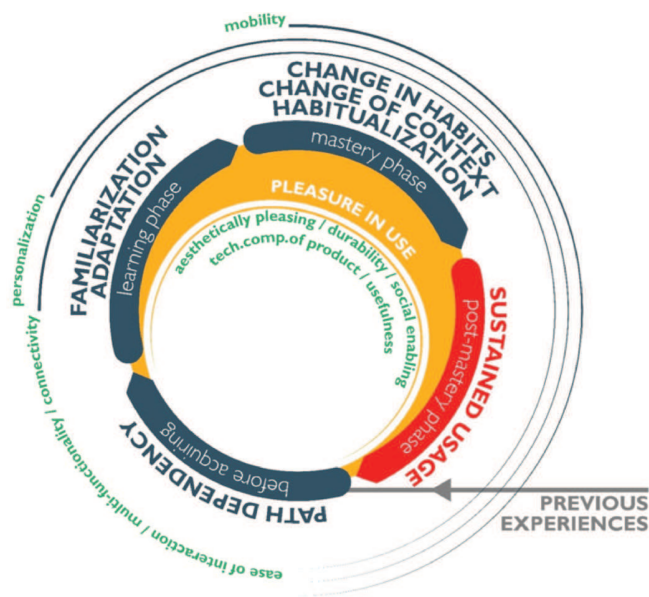 mobility
CHANGE IN HABITS
CHANGE OF CONTEXT
HABITUALIZATION
mastery phase
FAMILIARIZATION
ADAPTATION
learning phase
personalization
PLEASURE IN USE
aesthetically pleasing / durability / social enabling
tech.comp.of product / usefulness
SUSTAINED USAGE
post-mastery phase
before acquiring
PATH DEPENDENCY
ease of interaction / multi-functionality / connectivity
PREVIOUS
EXPERIENCES